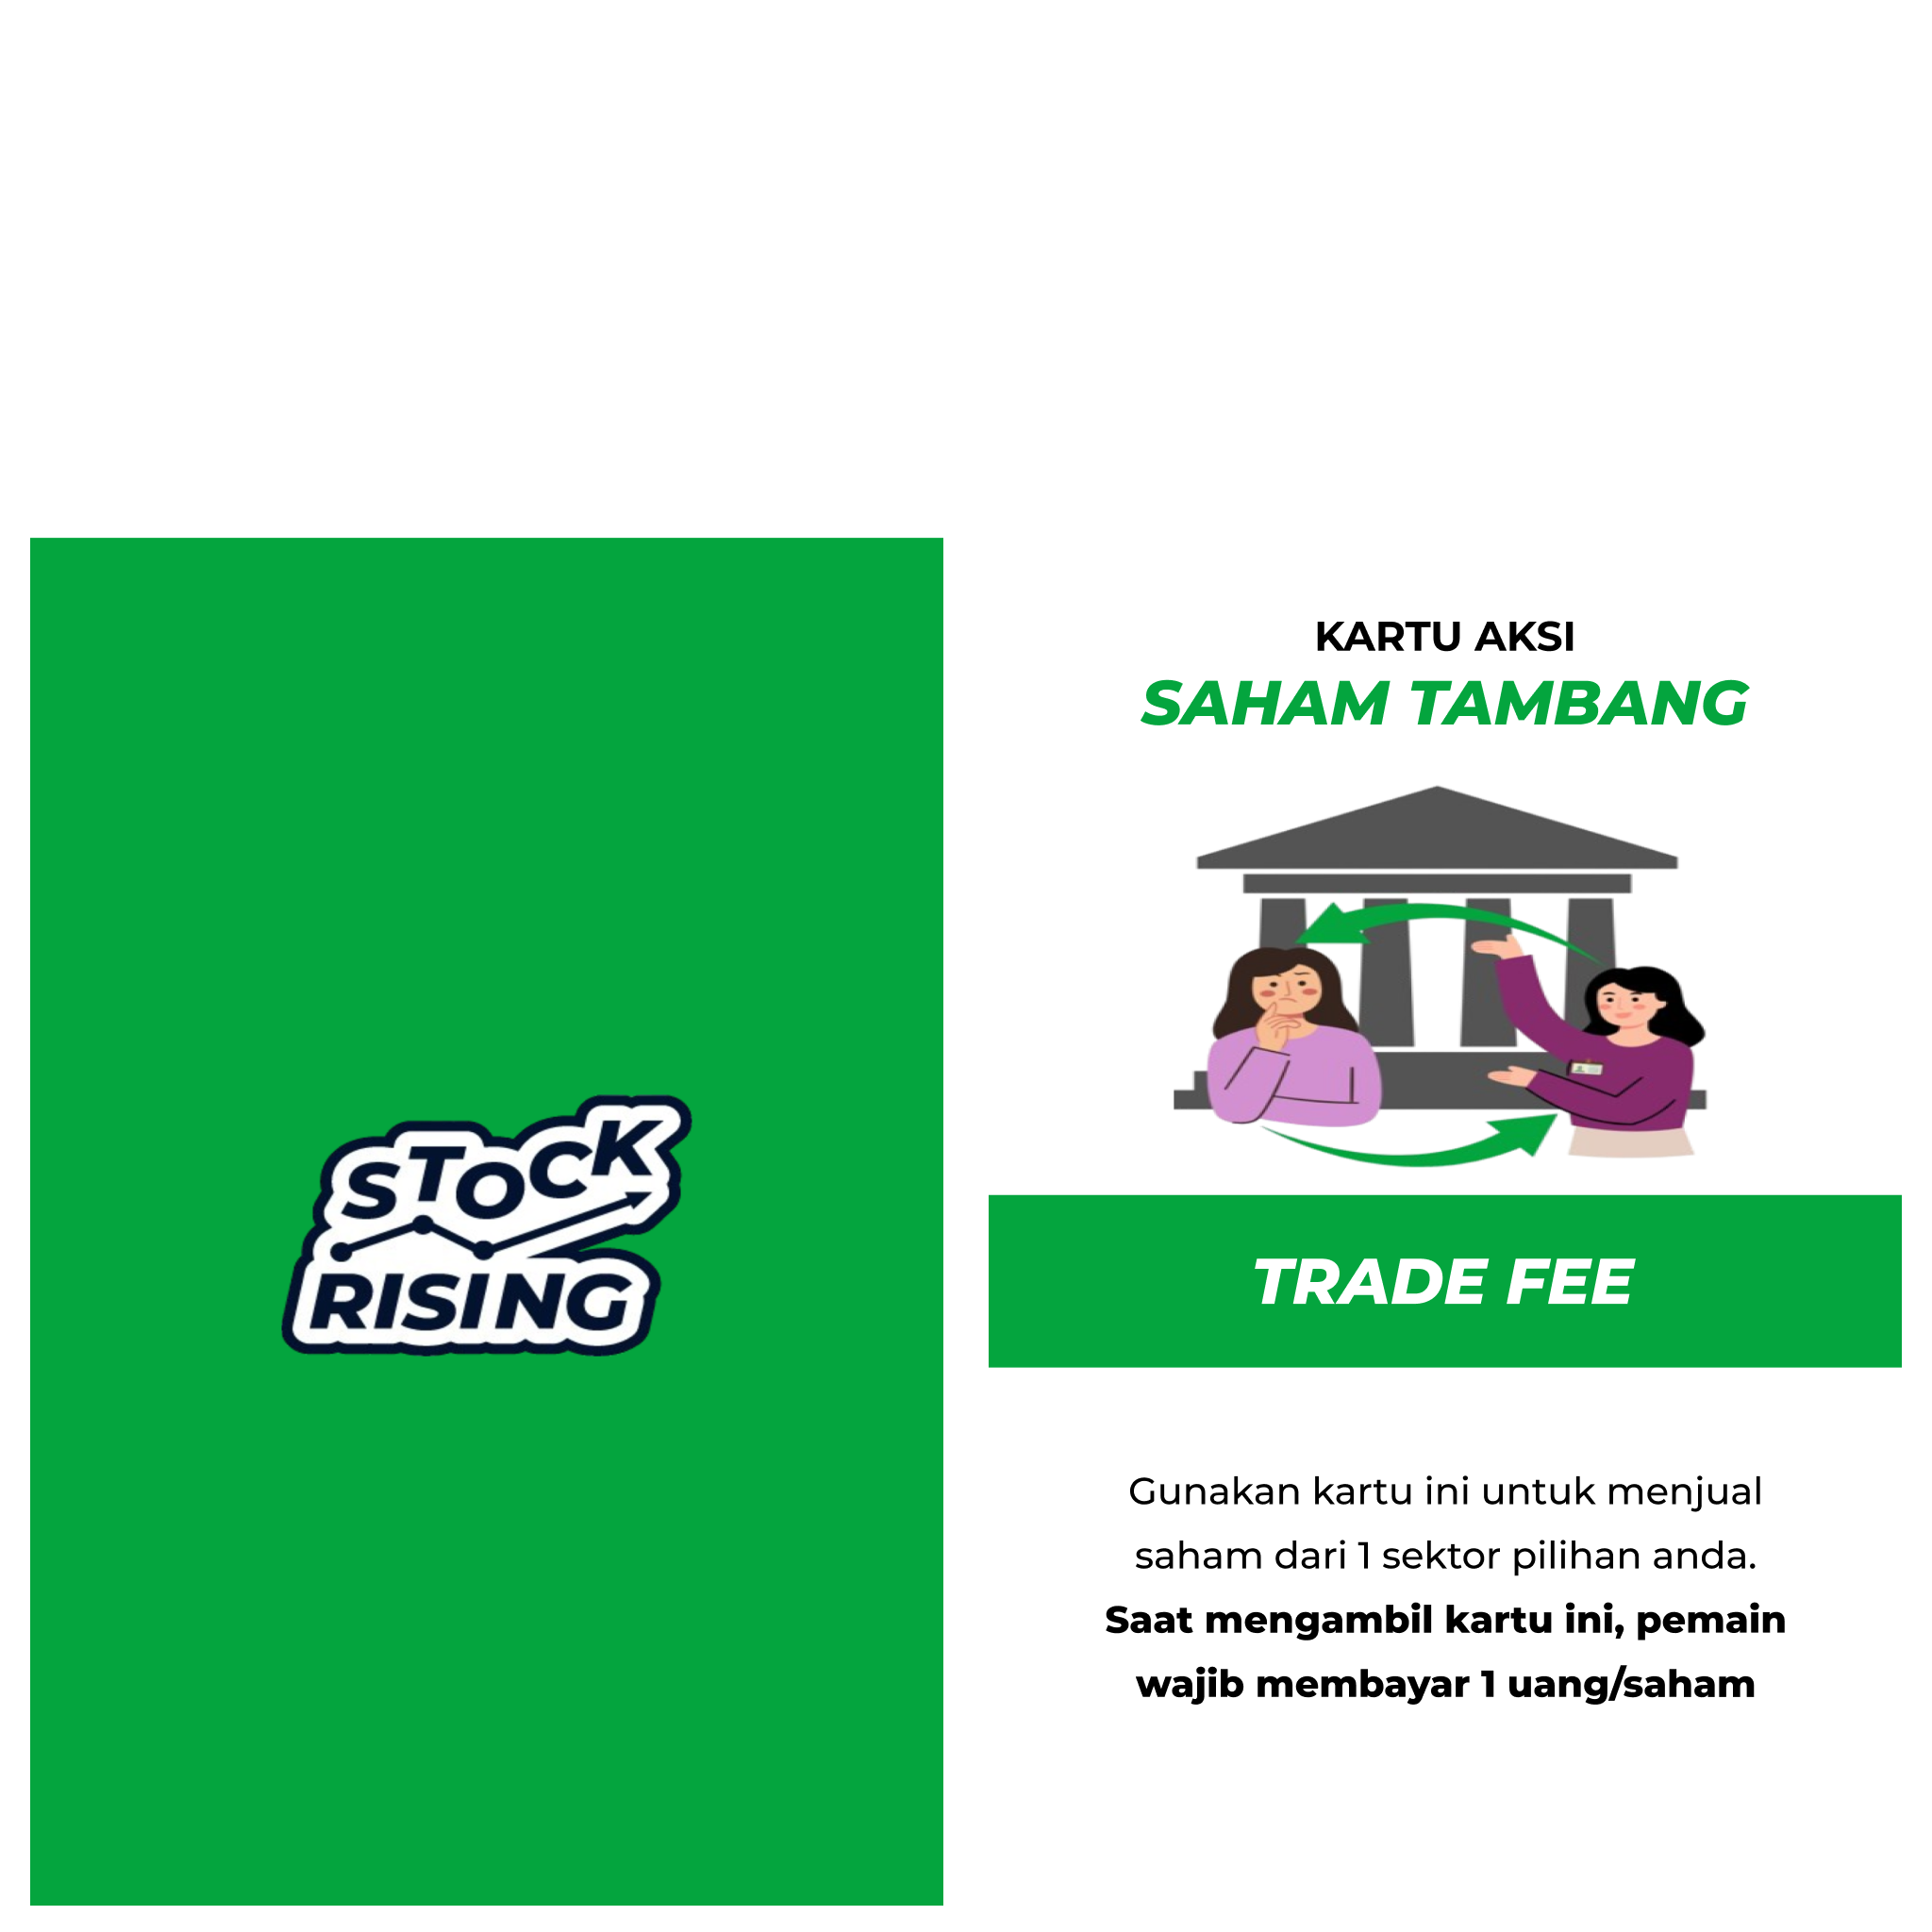 STOCK
RISING
KARTU AKSI
SAHAM TAMBANG
TRADE FEE
Gunakan kartu ini untuk menjual
saham dari 1 sektor pilihan anda.
Saat mengambil kartu ini, pemain
wajib membayar 1 uang/saham